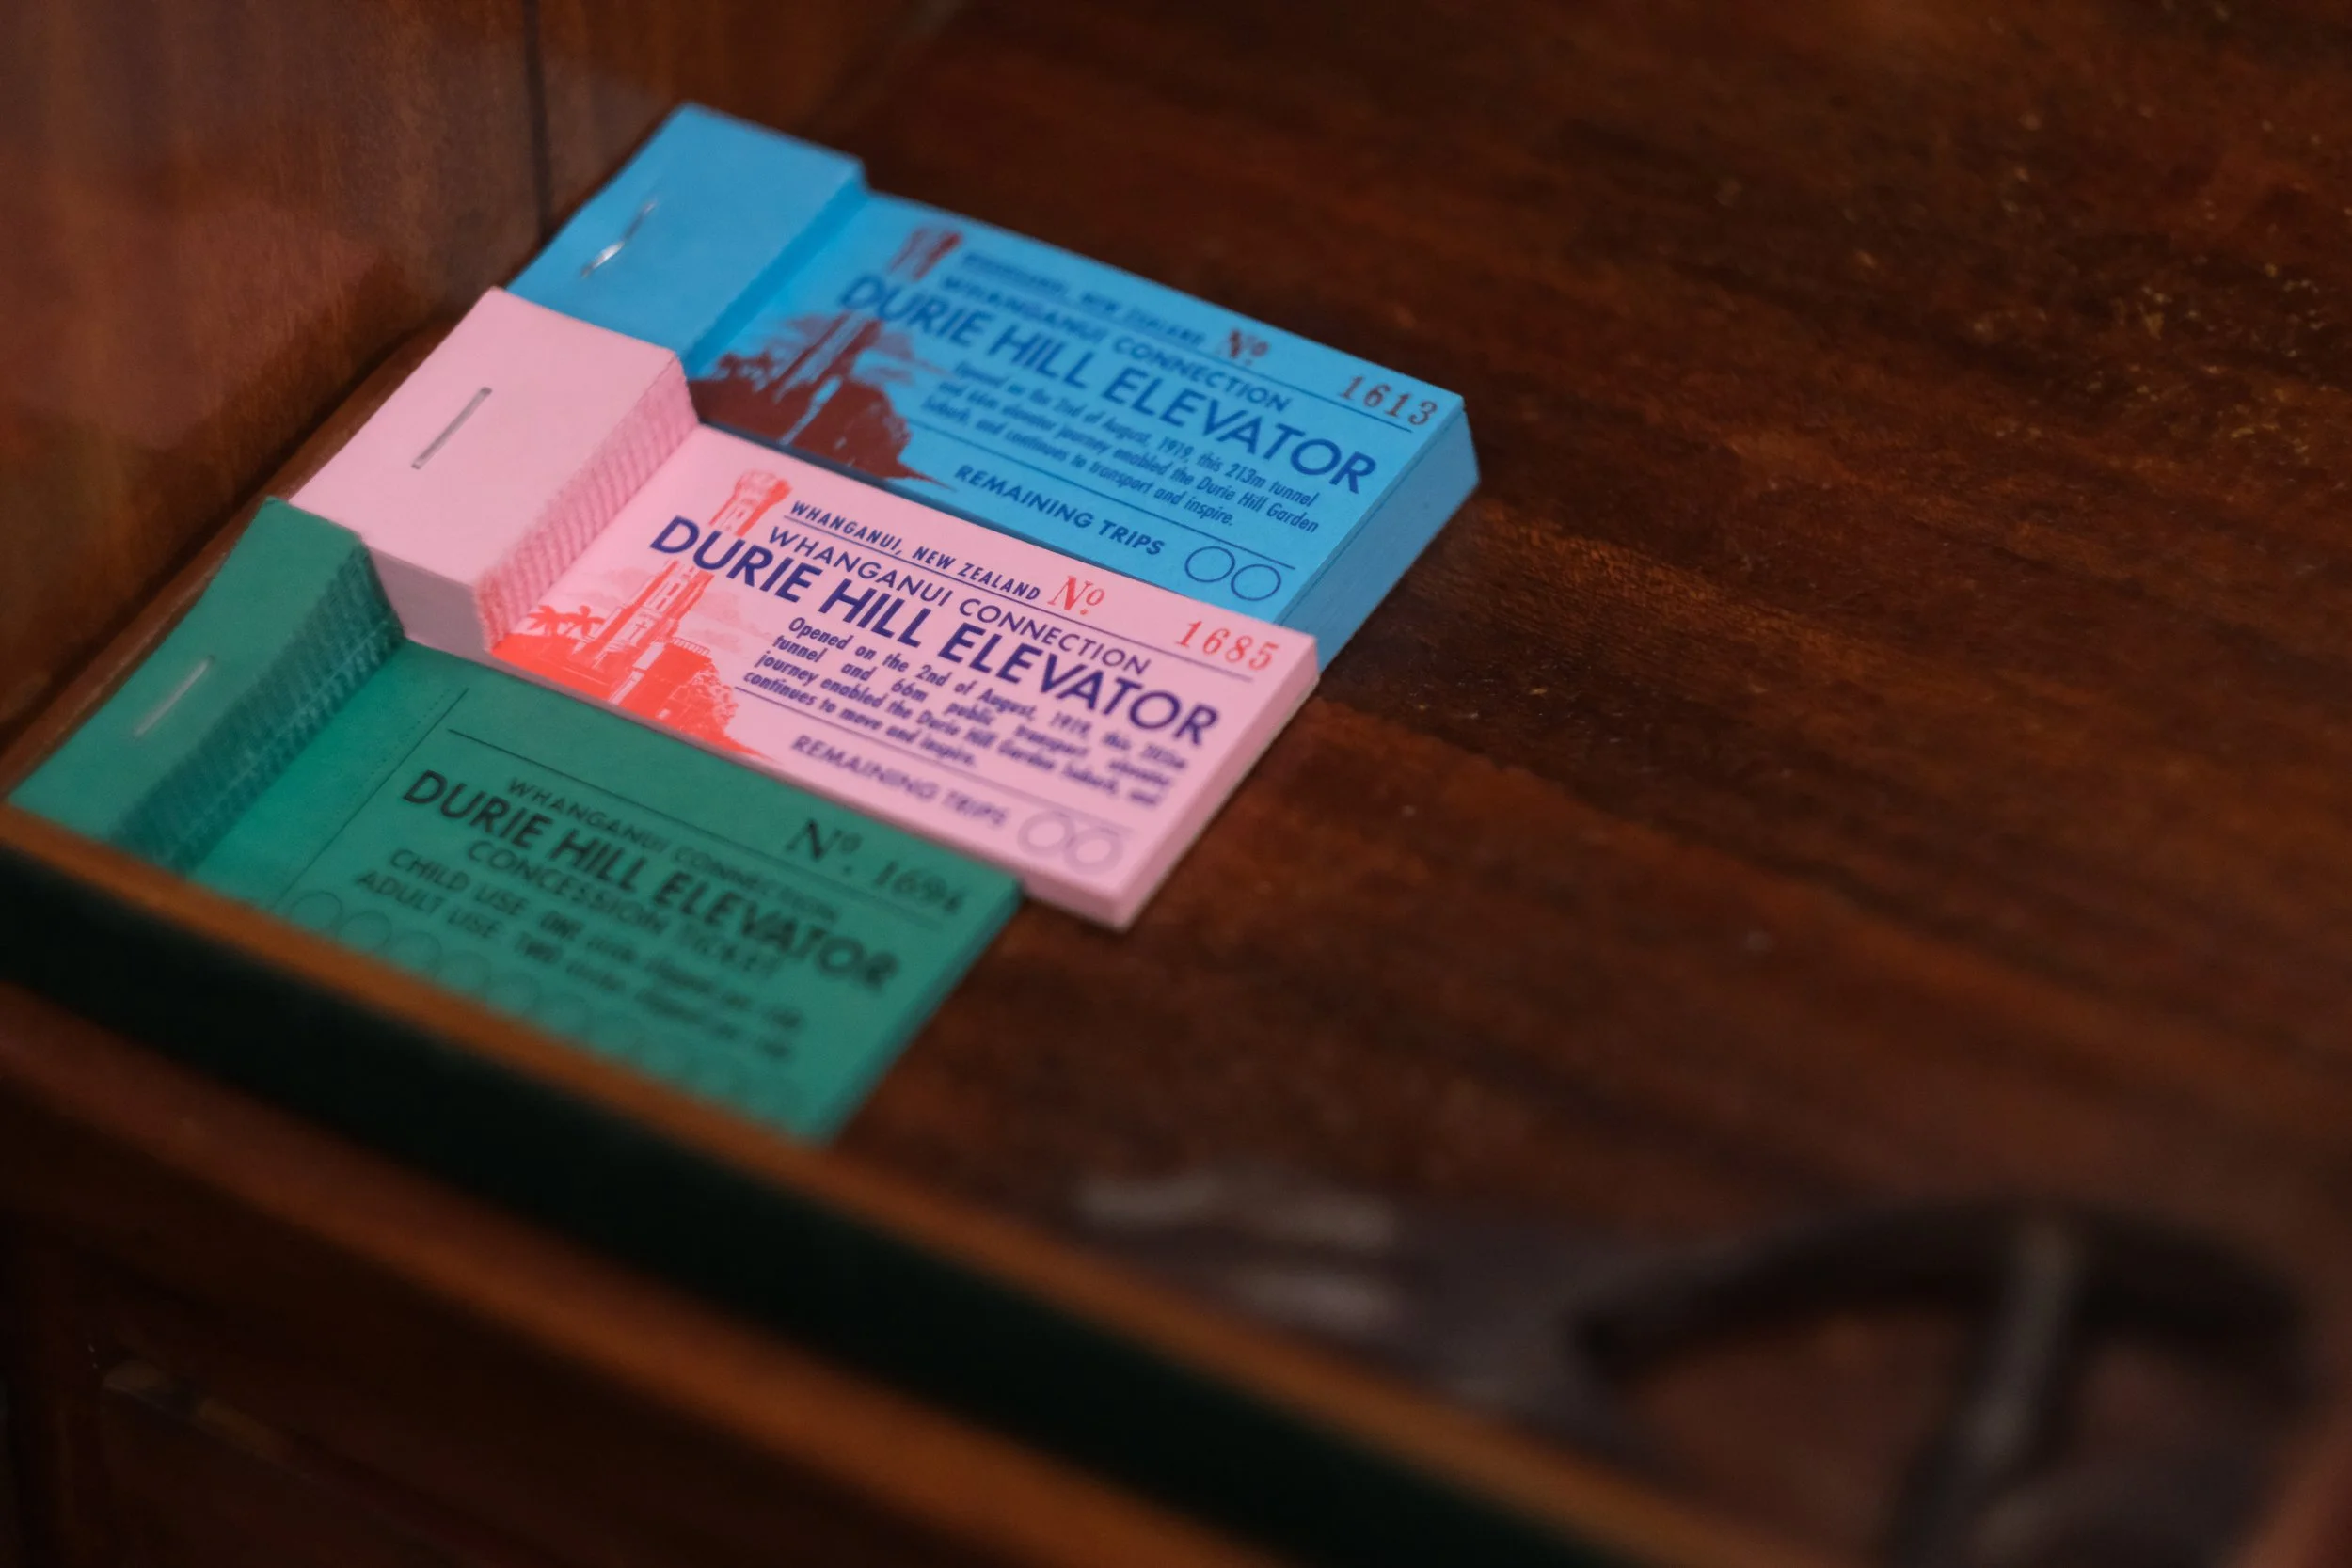 NEW ZEALAND Nº 1613
WHANGANUI CONNECTION
DURIE HILL ELEVATOR
Opened on the 2nd of August, 1919, this 213m tunnel
and elevator journey enabled the Durie Hill Garden
Suburb, and continues to transport and inspire.
REMAINING TRIPS
WHANGANUI, NEW ZEALAND Nº 1685
WHANGANUI CONNECTION
DURIE HILL ELEVATOR
Opened on the 2nd of August, 1919, this
tunnel and 66m public transport elevator
journey enabled the Durie Hill Garden Suburb, and
continues to move and inspire.
REMAINING TRIPS
Nº. 1694
WHANGANUI CONNECTION
DURIE HILL ELEVATOR
CONCESSION TICKET
CHILD USE ONE
ADULT USE TWO